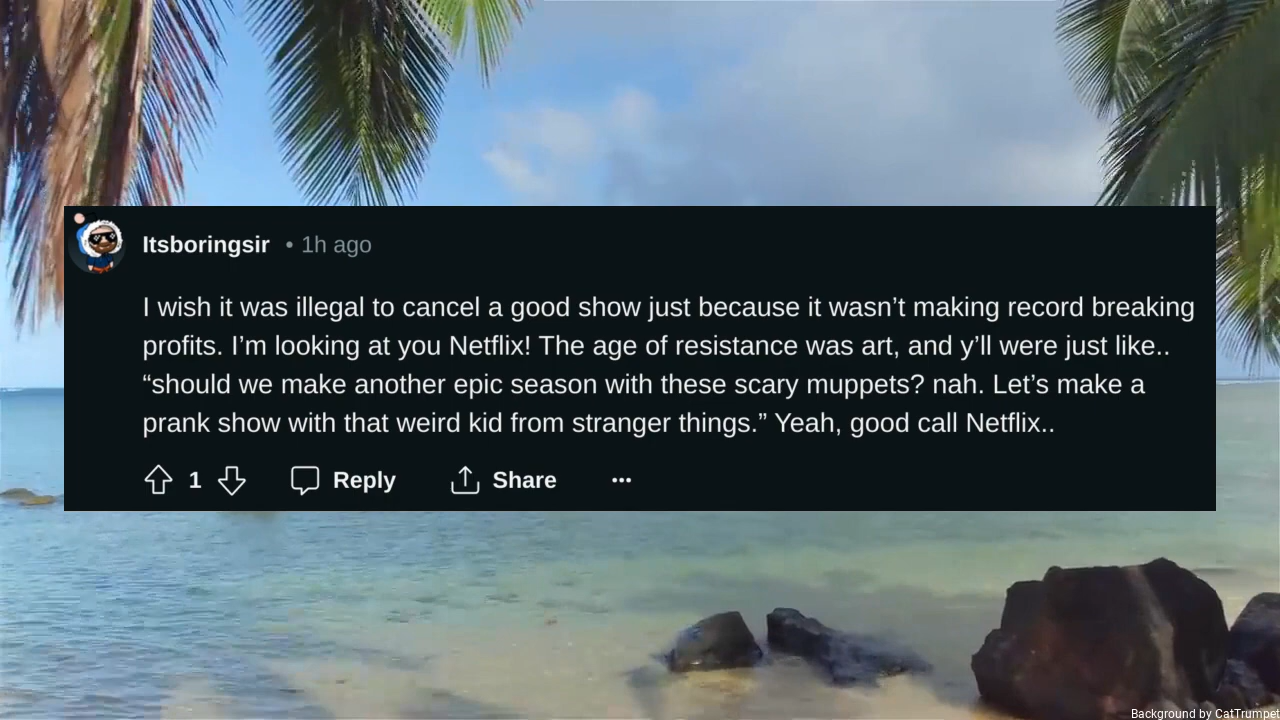 Itsboringsir • 1h ago
I wish it was illegal to cancel a good show just because it wasn’t making record breaking
profits. I’m looking at you Netflix! The age of resistance was art, and y’ll were just like..
“should we make another epic season with these scary muppets? nah. Let’s make a
prank show with that weird kid from stranger things.” Yeah, good call Netflix..
1 Reply Share ...
Background by CatTrumpet